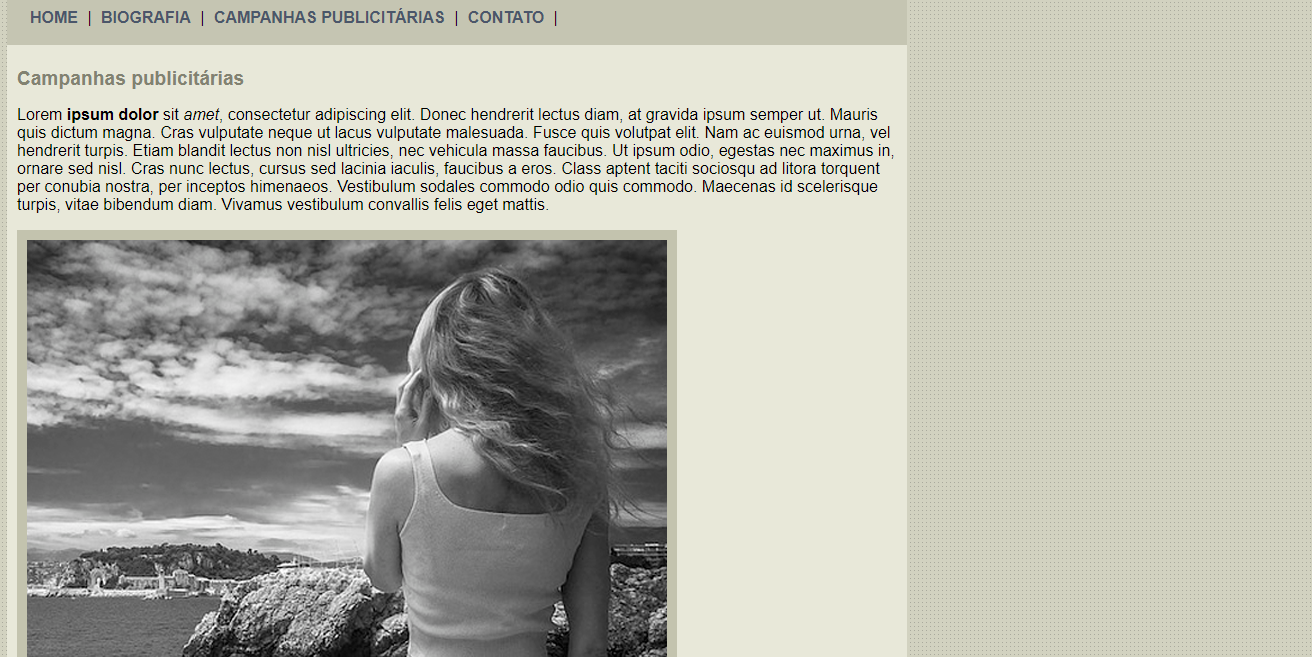 HOME | BIOGRAFIA | CAMPANHAS PUBLICITÁRIAS | CONTATO |
Campanhas publicitárias
Lorem ipsum dolor sit amet, consectetur adipiscing elit. Donec hendrerit lectus diam, at gravida ipsum semper ut. Mauris
quis dictum magna. Cras vulputate neque ut lacus vulputate malesuada. Fusce quis volutpat elit. Nam ac euismod urna, vel
hendrerit turpis. Etiam blandit lectus non nisl ultricies, nec vehicula massa faucibus. Ut ipsum odio, egestas nec maximus in,
ornare sed nisl. Cras nunc lectus, cursus sed lacinia iaculis, faucibus a eros. Class aptent taciti sociosqu ad litora torquent
per conubia nostra, per inceptos himenaeos. Vestibulum sodales commodo odio quis commodo. Maecenas id scelerisque
turpis, vitae bibendum diam. Vivamus vestibulum convallis felis eget mattis.